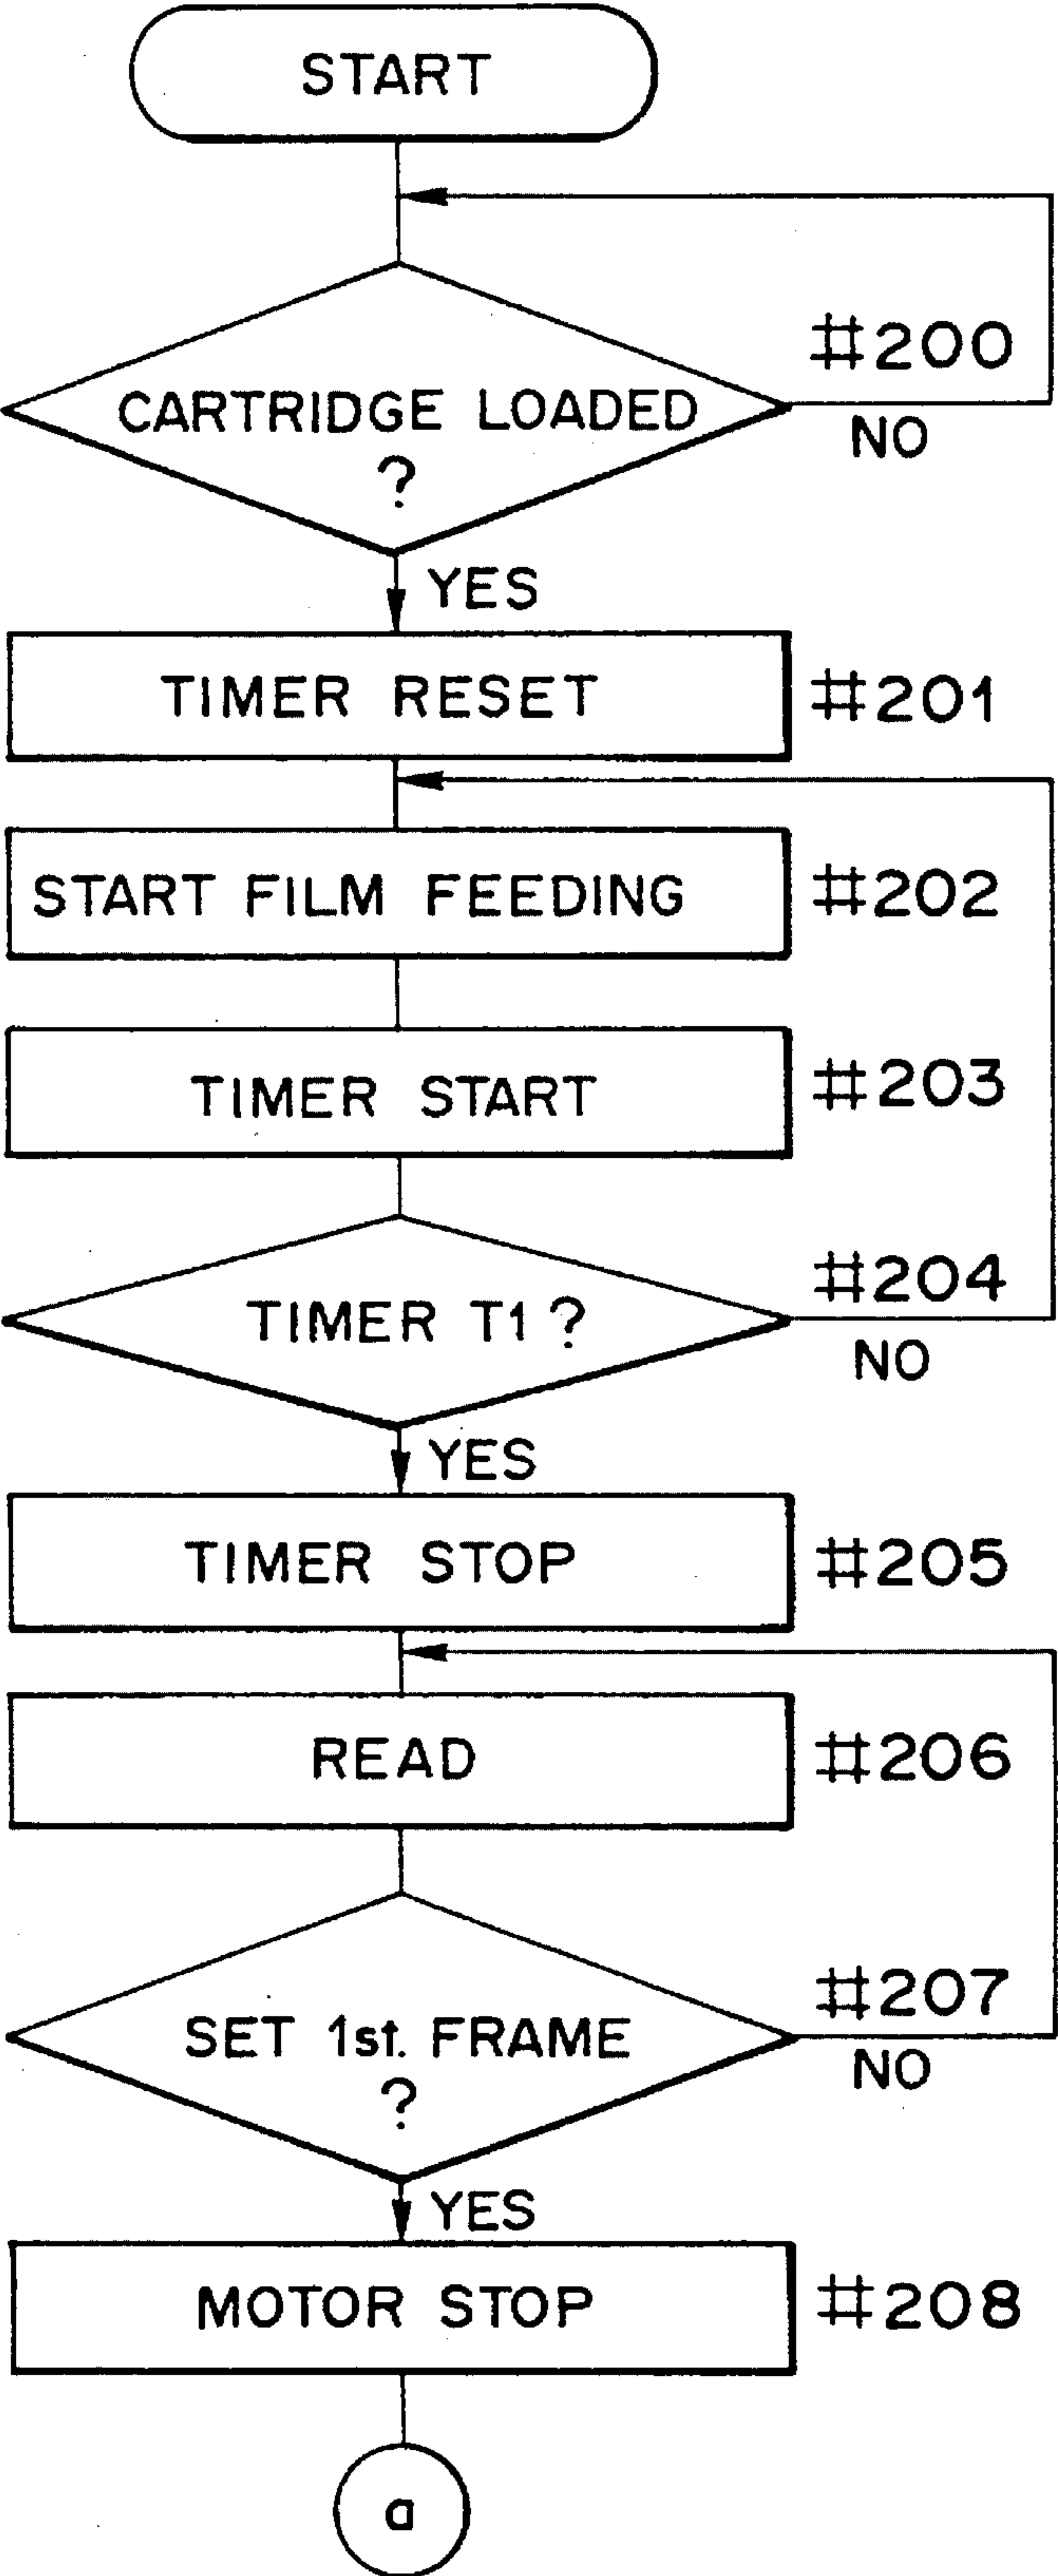 START
#200
CARTRIDGE LOADED
?
NO
YES
TIMER RESET #201
START FILM FEEDING #202
TIMER START #203
#204
TIMER T1 ?
NO
YES
TIMER STOP #205
READ #206
#207
SET 1st. FRAME
?
NO
YES
MOTOR STOP #208
a